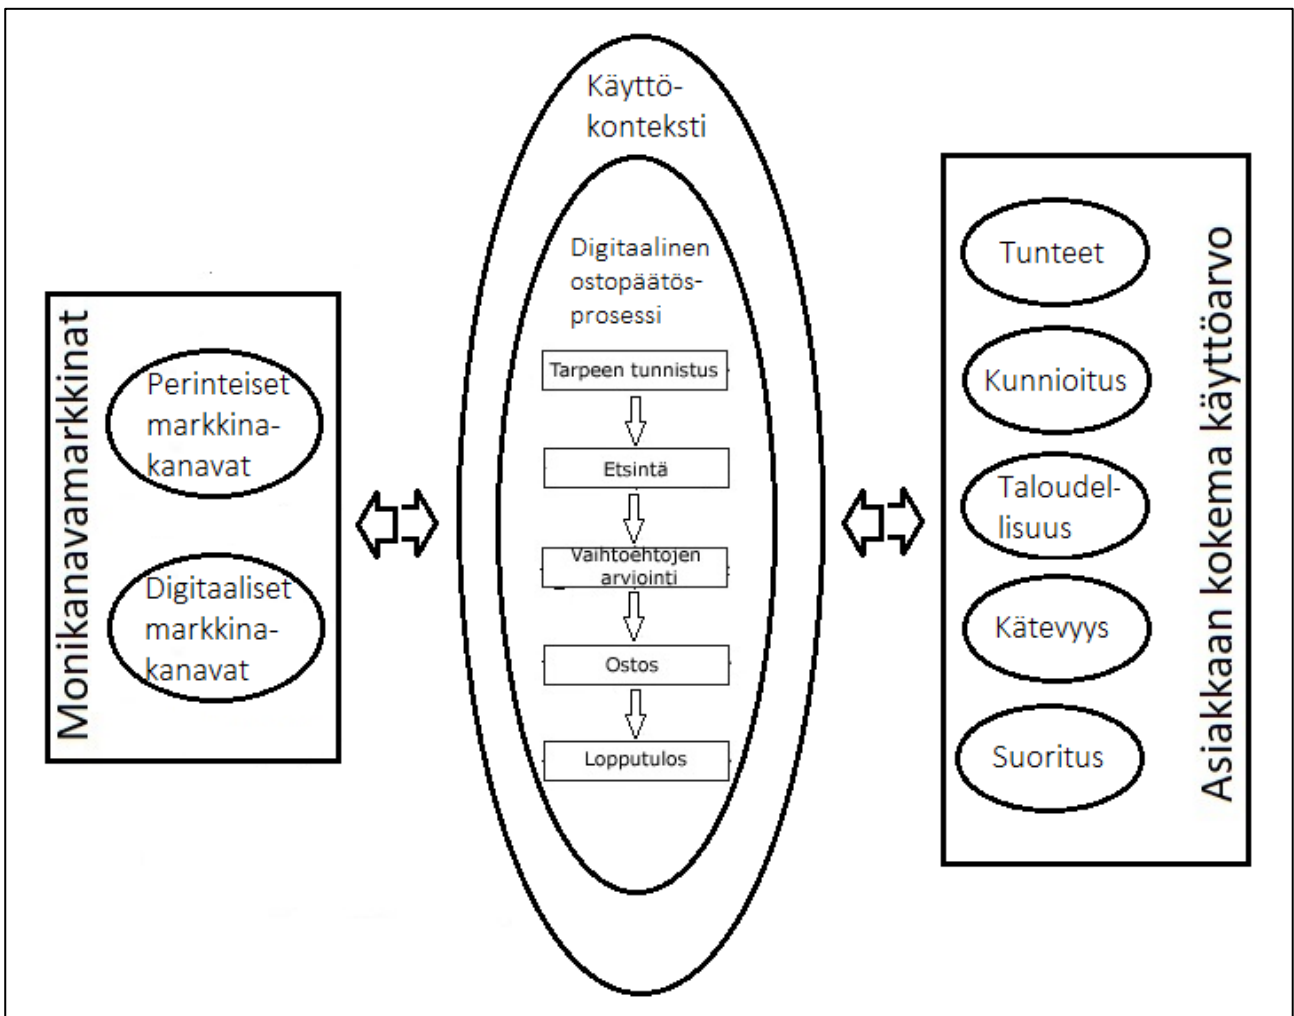 Monikanavamarkkinat
Perinteiset
markkina-
kanavat
Digitaaliset
markkina-
kanavat
Käyttö-
konteksti
Digitaalinen
ostopäätös-
prosessi
Tarpeen tunnistus
Etsintä
Vaihtoehtojen
arviointi
Ostos
Lopputulos
Tunteet
Kunnioitus
Taloudel-
lisuus
Kätevyys
Suoritus
Asiakkaan kokema käyttöarvo